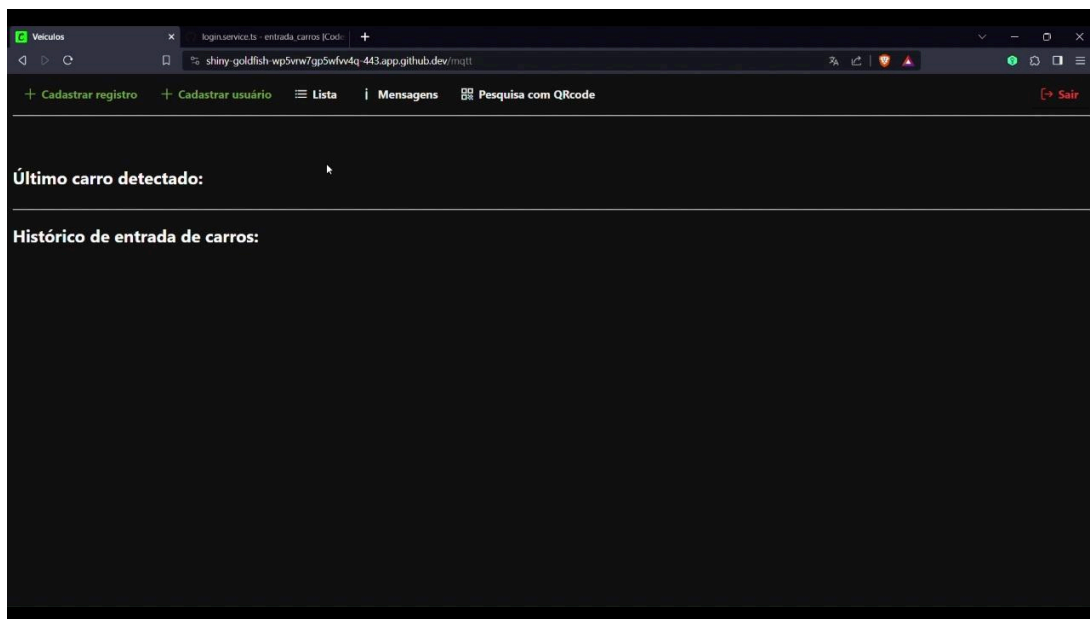 Veículos
login.service.ts - entrada_carros [Code
shiny-goldfish-wp5vrw7gp5wfvv4q-443.app.github.dev/mqtt
Cadastrar registro Cadastrar usuário Lista Mensagens Pesquisa com QRcode Sair
Último carro detectado:
Histórico de entrada de carros: